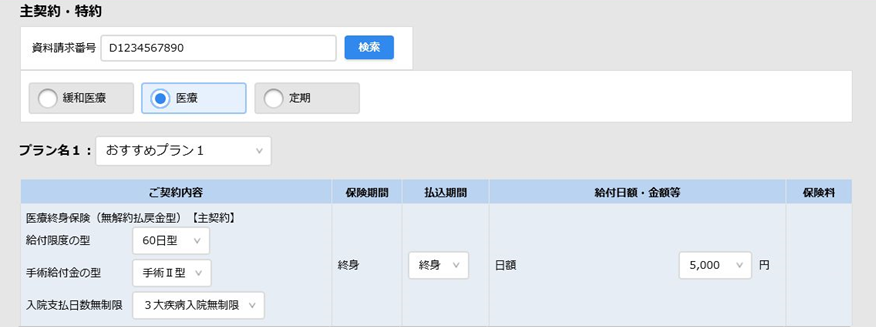 主契約・特約
資料請求番号 D1234567890 検索
緩和医療 医療 定期
プラン名１： おすすめプラン１
ご契約内容 保険期間 払込期間 給付日額・金額等 保険料
医療終身保険（無解約払戻金型）【主契約】
給付限度の型 60日型
手術給付金の型 手術Ⅱ型
終身 終身 日額 5,000 円
入院支払日数無制限 ３大疾病入院無制限